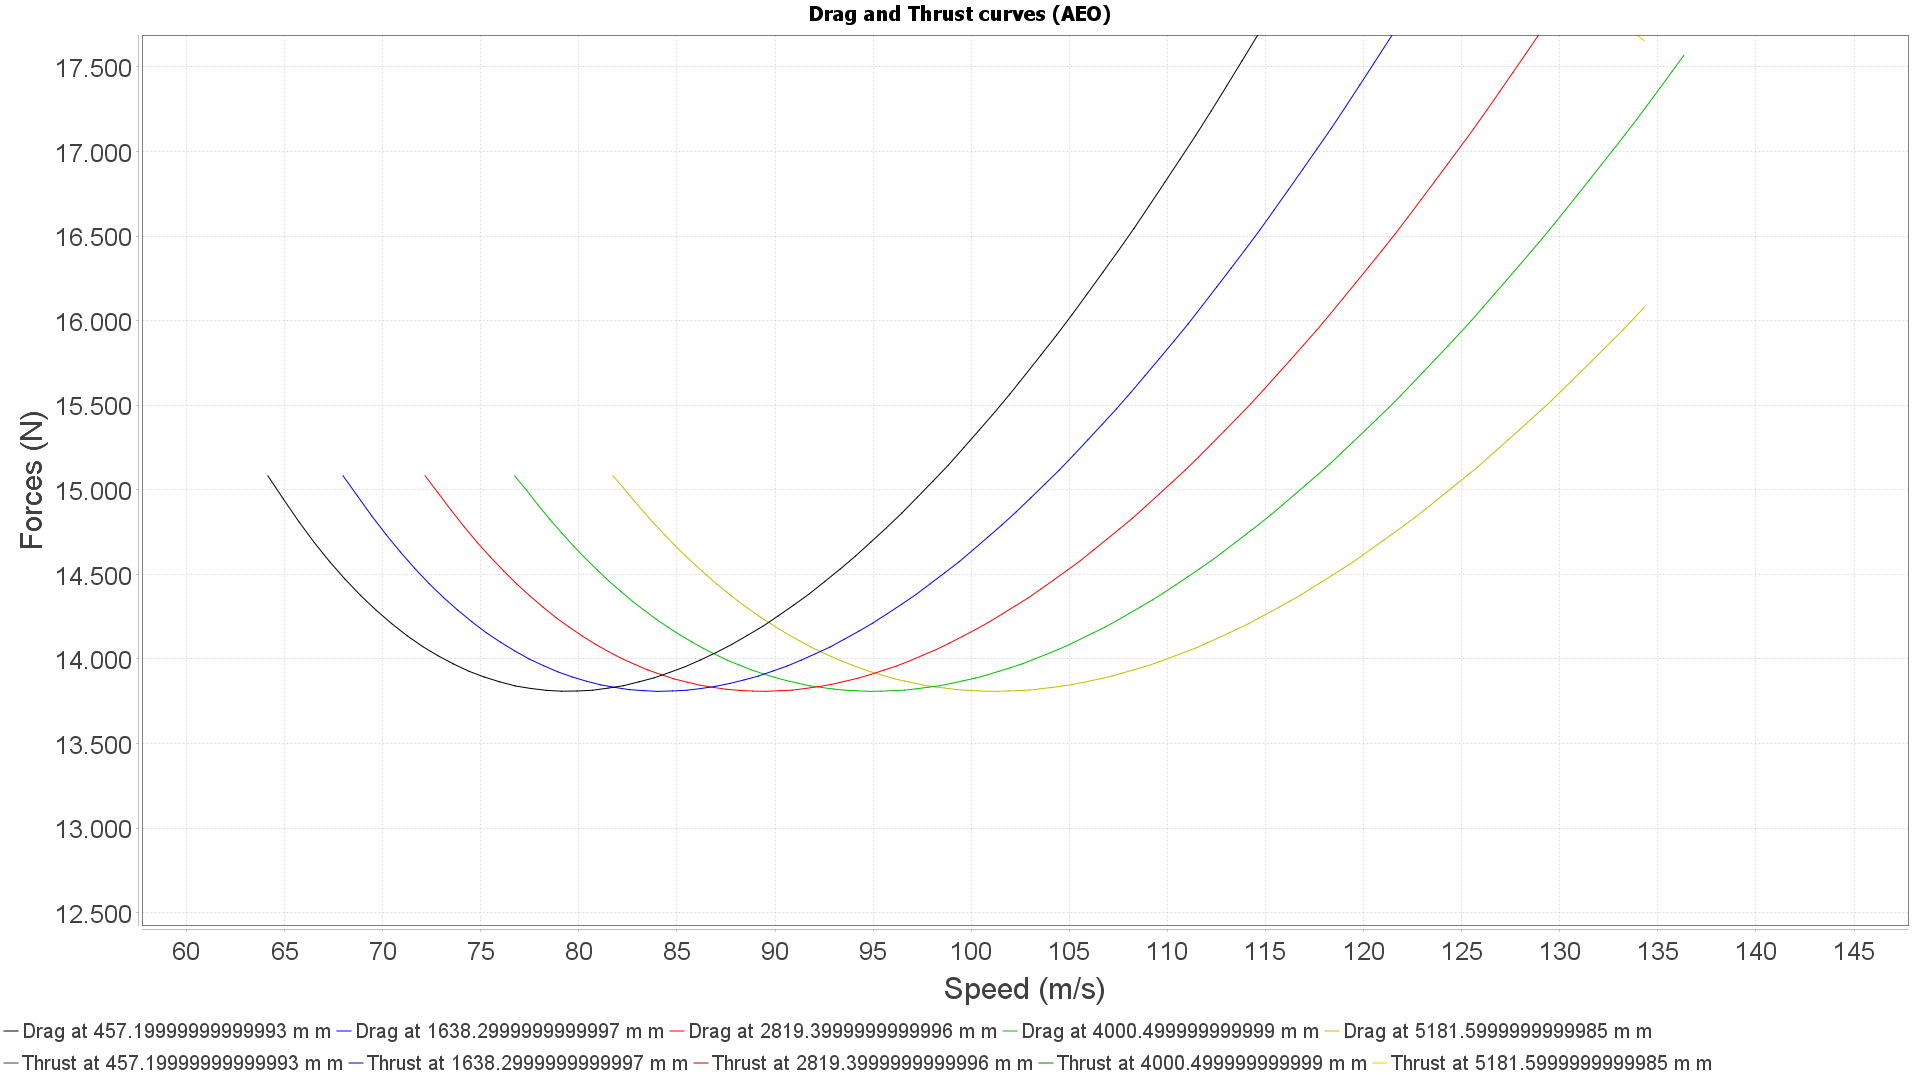 Drag and Thrust curves (AEO)
17.500
17.000
16.500
16.000
15.500
15.000
14.500
14.000
13.500
13.000
12.500
Forces (N)
60 65 70 75 80 85 90 95 100 105 110 115 120 125 130 135 140 145
Speed (m/s)
Drag at 457.19999999999993 m m Drag at 1638.2999999999997 m m Drag at 2819.3999999999996 m m Drag at 4000.499999999999 m m Drag at 5181.5999999999985 m m
Thrust at 457.19999999999993 m m Thrust at 1638.2999999999997 m m Thrust at 2819.3999999999996 m m Thrust at 4000.499999999999 m m Thrust at 5181.5999999999985 m m